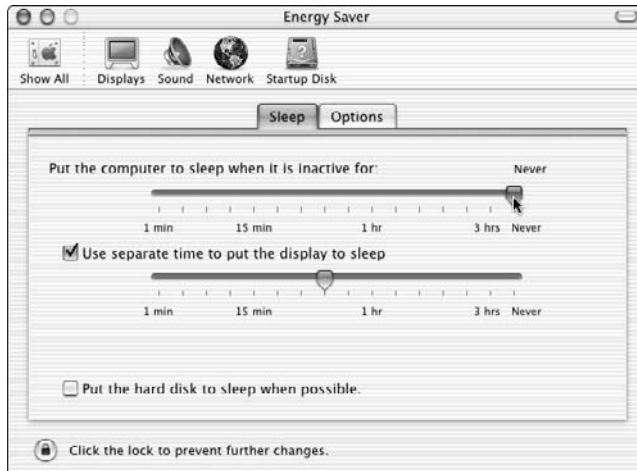 Energy Saver
Show All Displays Sound Network Startup Disk
Sleep Options
Put the computer to sleep when it is inactive for: Never
1 min 15 min 1 hr 3 hrs Never
Use separate time to put the display to sleep
1 min 15 min 1 hr 3 hrs Never
Put the hard disk to sleep when possible.
Click the lock to prevent further changes.